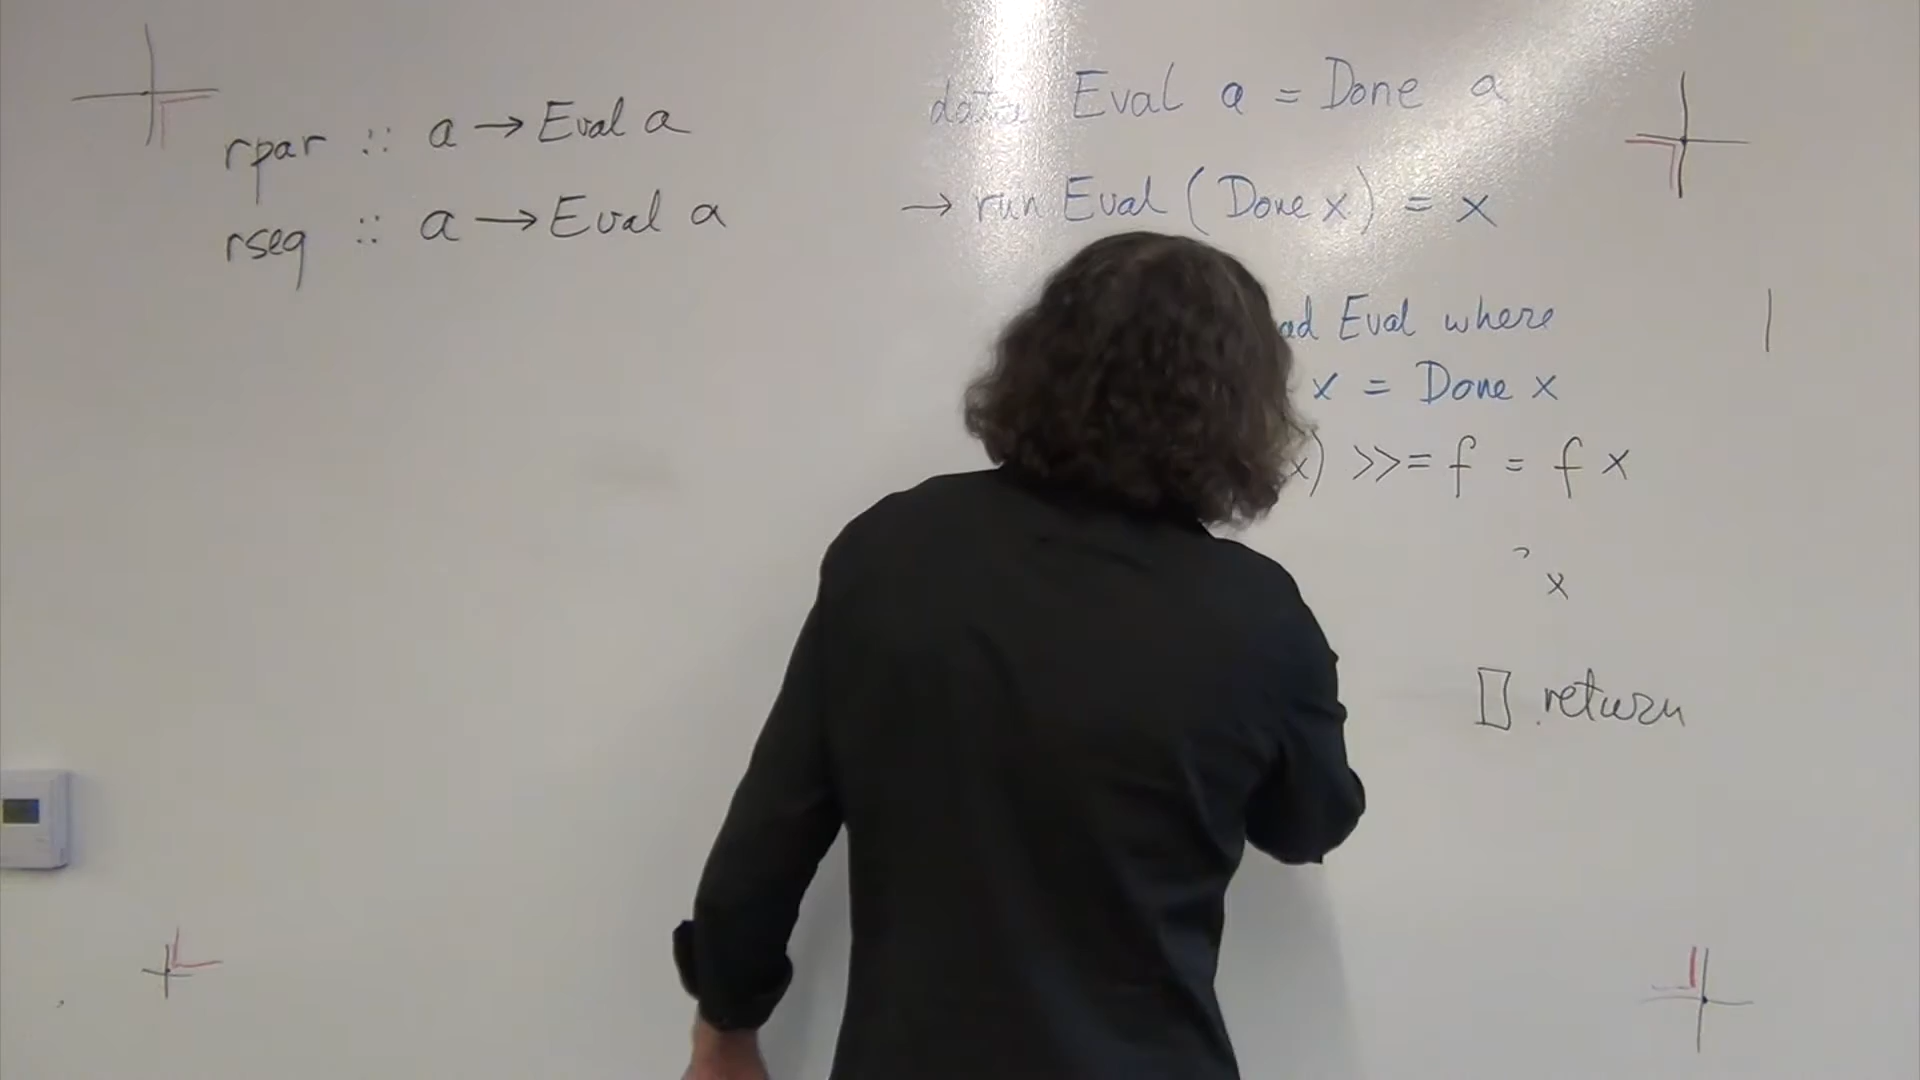 rpar :: a → Eval a
rseq :: a → Eval a
data Eval a = Done a
→ run Eval (Done x) = x
ad Eval where
x = Done x
x) >>= f = f x
x
. return